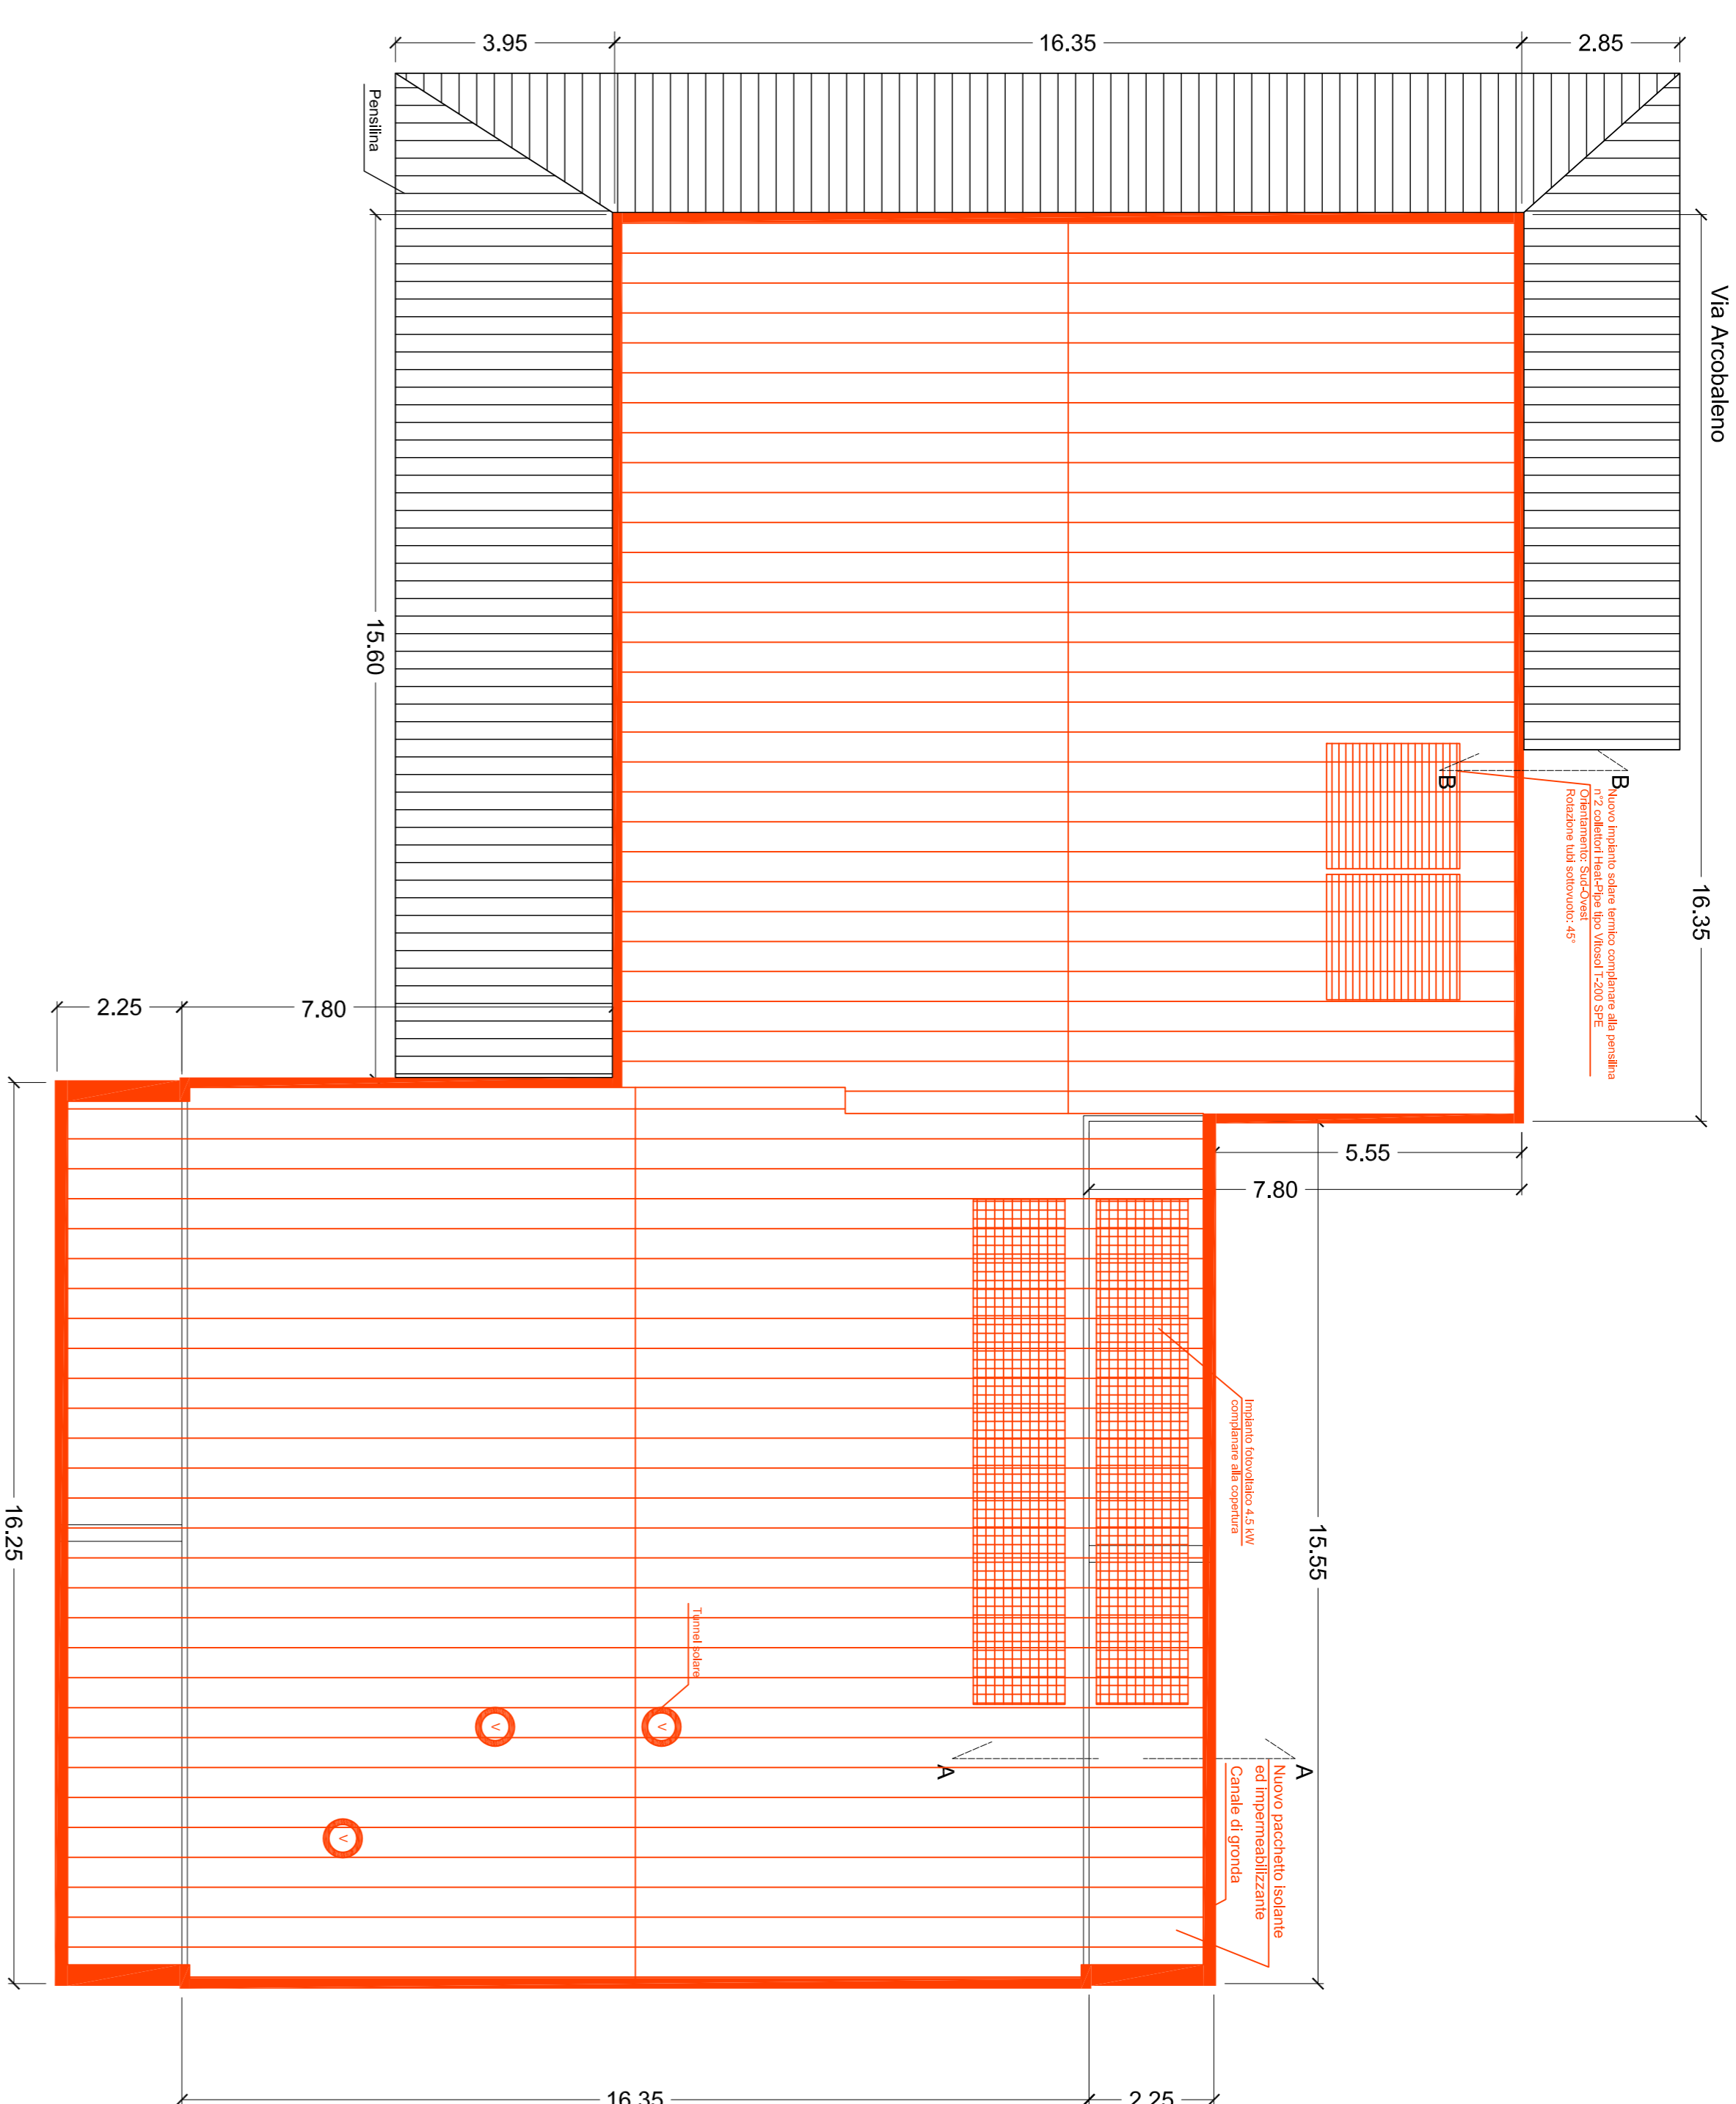 3.95
16.35
2.85
Pensilina
Via Arcobaleno
15.60
16.35
B
B
Nuovo impianto solare termico complanare alla pensilina
n°2 collettori Heat-Pipe tipo Vitosol T-200 SPE
Orientamento: Sud-Ovest
Rotazione tubi sottovuoto: 45°
2.25
7.80
5.55
7.80
Impianto fotovoltaico 4.5 kW
complanare alla copertura
15.55
16.25
Tunnel solare
V
V
V
A
A
Nuovo pacchetto isolante
ed impermeabilizzante
Canale di gronda
16.35
2.25